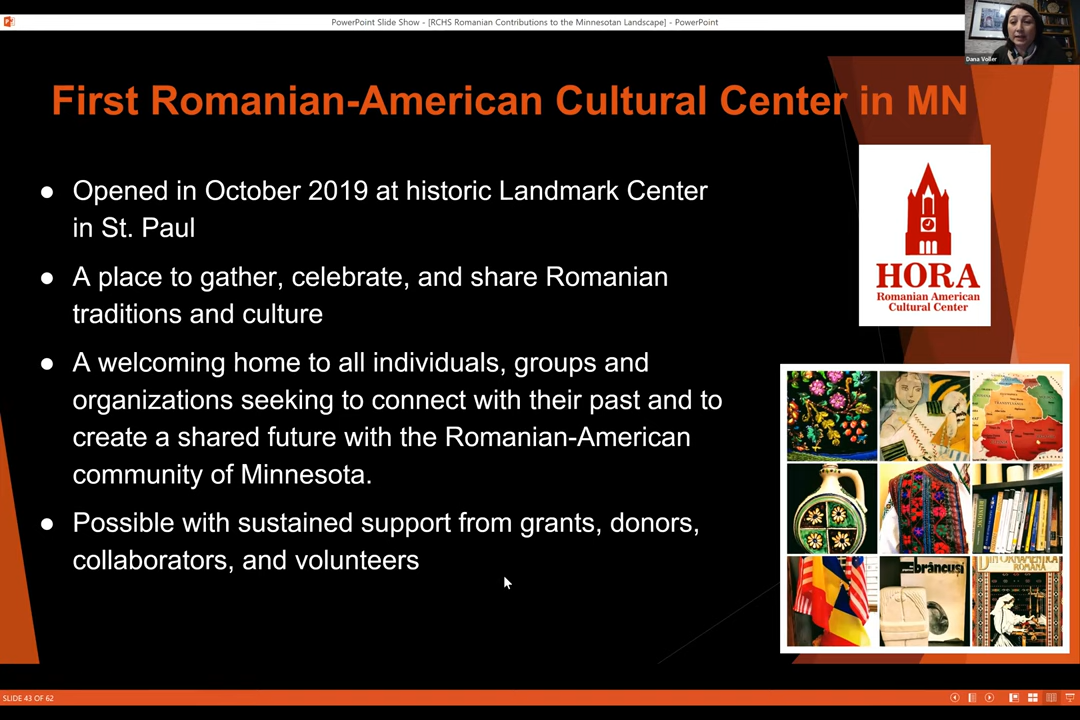 PowerPoint Slide Show - [RCHS Romanian Contributions to the Minnesotan Landscape] - PowerPoint
Dana Voller
First Romanian-American Cultural Center in MN
● Opened in October 2019 at historic Landmark Center
in St. Paul
● A place to gather, celebrate, and share Romanian
traditions and culture
● A welcoming home to all individuals, groups and
organizations seeking to connect with their past and to
create a shared future with the Romanian-American
community of Minnesota.
● Possible with sustained support from grants, donors,
collaborators, and volunteers
HORA
Romanian American
Cultural Center
brâncuşi
SLIDE 43 OF 62